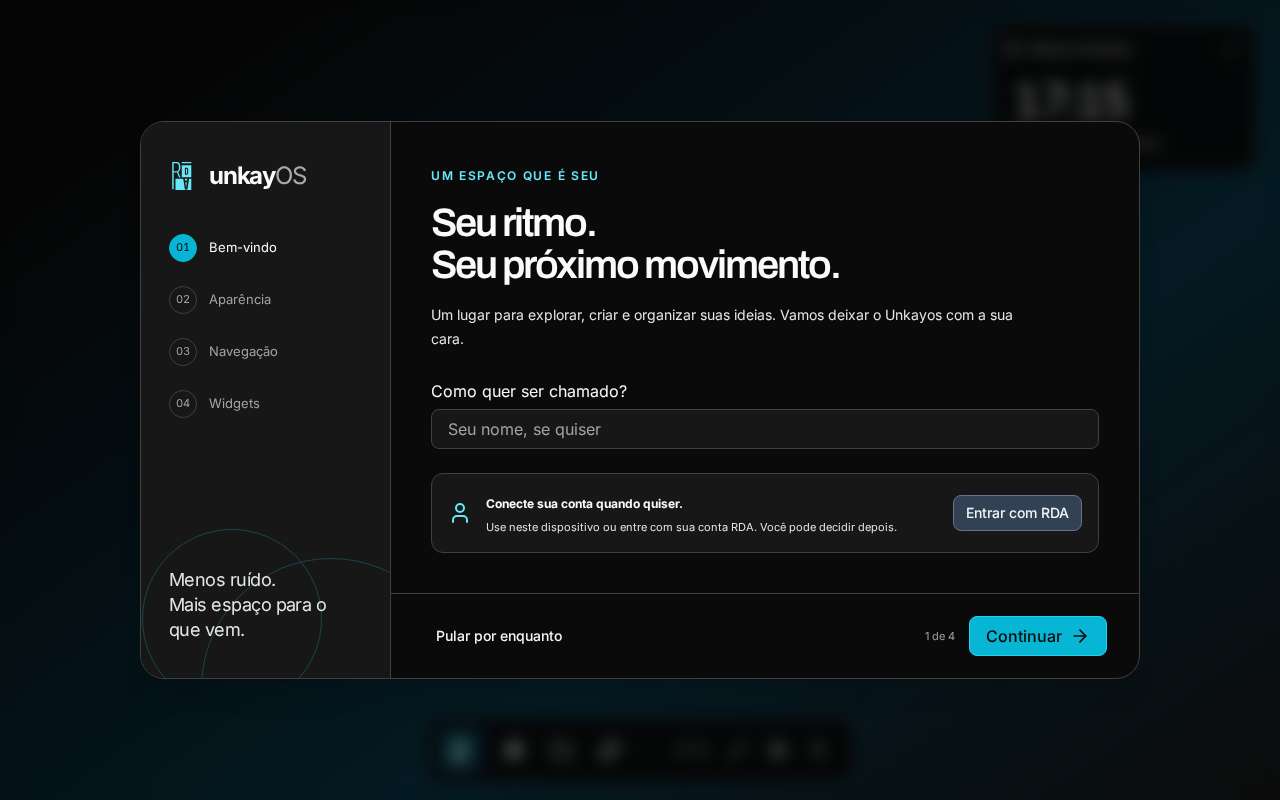 unkayOS
01 Bem-vindo
02 Aparência
03 Navegação
04 Widgets
Menos ruído.
Mais espaço para o
que vem.
UM ESPAÇO QUE É SEU
Seu ritmo.
Seu próximo movimento.
Um lugar para explorar, criar e organizar suas ideias. Vamos deixar o Unkayos com a sua
cara.
Como quer ser chamado?
Seu nome, se quiser
Conecte sua conta quando quiser.
Use neste dispositivo ou entre com sua conta RDA. Você pode decidir depois.
Entrar com RDA
Pular por enquanto
1 de 4
Continuar
17:15